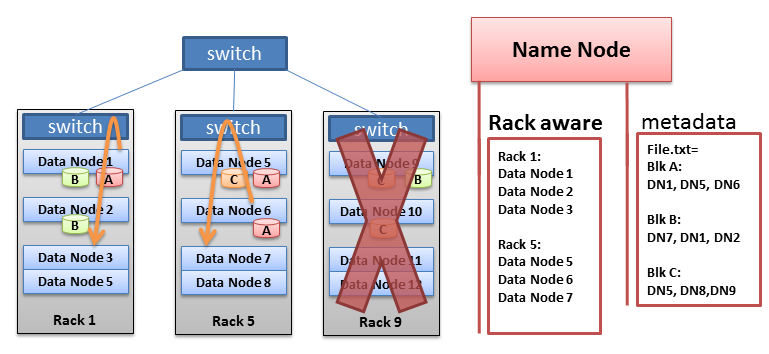 switch
switch
Data Node 1
B
A
Data Node 2
B
Data Node 3
Data Node 5
Rack 1
switch
Data Node 5
C
A
Data Node 6
A
Data Node 7
Data Node 8
Rack 5
switch
Data Node 9
C
B
Data Node 10
C
Data Node 11
Data Node 12
Rack 9
Name Node
Rack aware
Rack 1:
Data Node 1
Data Node 2
Data Node 3
Rack 5:
Data Node 5
Data Node 6
Data Node 7
metadata
File.txt=
Blk A:
DN1, DN5, DN6
Blk B:
DN7, DN1, DN2
Blk C:
DN5, DN8,DN9